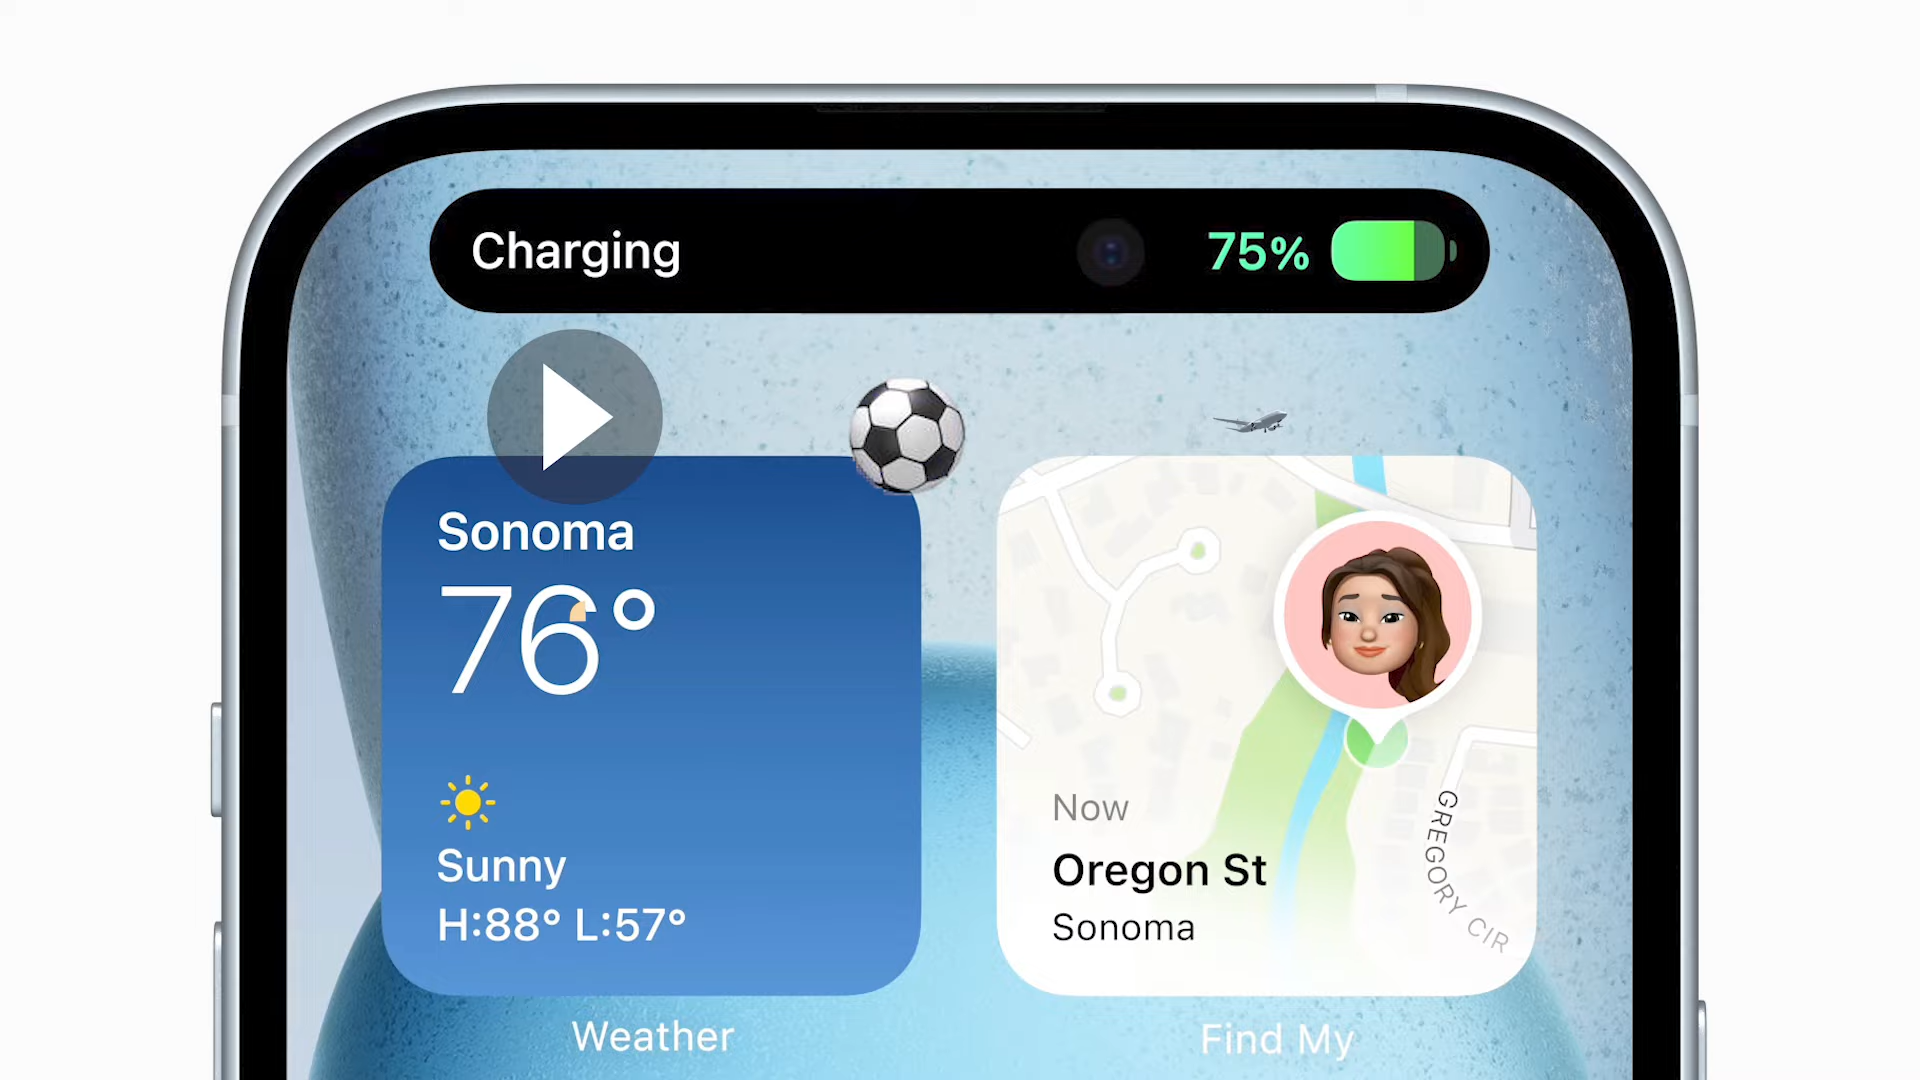 Charging 75%
Sonoma
76°
Sunny
H:88° L:57°
Weather
Now
Oregon St
Sonoma
GREGORY CIR
Find My